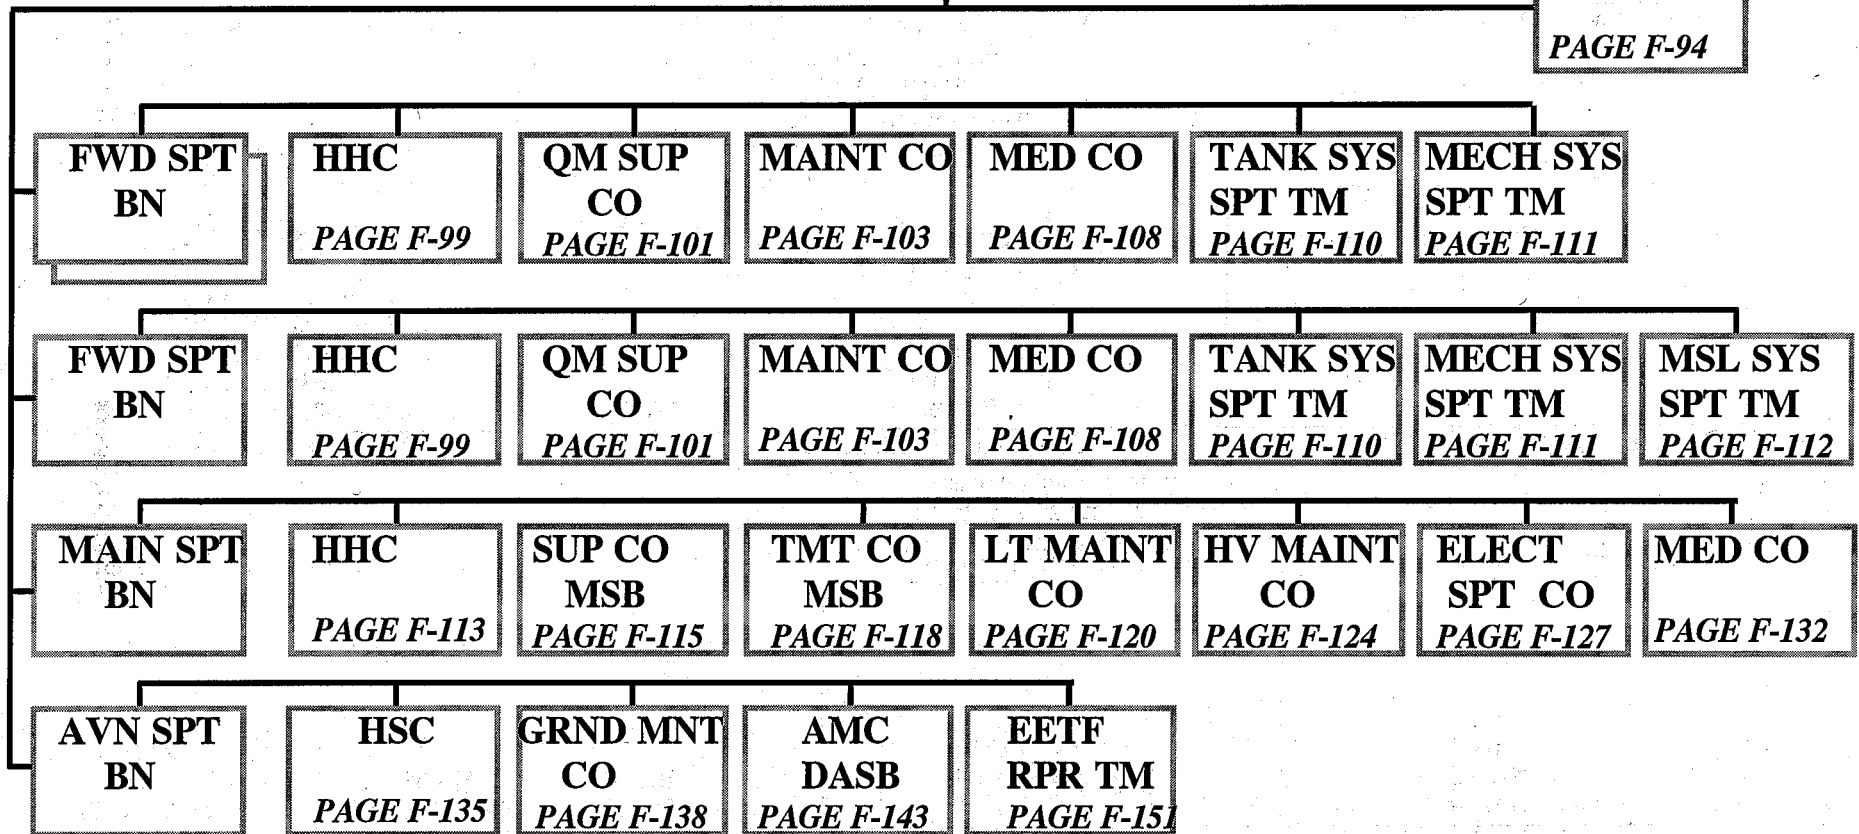 PAGE F-94
FWD SPT
BN
HHC
PAGE F-99
QM SUP
CO
PAGE F-101
MAINT CO
PAGE F-103
MED CO
PAGE F-108
TANK SYS
SPT TM
PAGE F-110
MECH SYS
SPT TM
PAGE F-111
FWD SPT
BN
HHC
PAGE F-99
QM SUP
CO
PAGE F-101
MAINT CO
PAGE F-103
MED CO
PAGE F-108
TANK SYS
SPT TM
PAGE F-110
MECH SYS
SPT TM
PAGE F-111
MSL SYS
SPT TM
PAGE F-112
MAIN SPT
BN
HHC
PAGE F-113
SUP CO
MSB
PAGE F-115
TMT CO
MSB
PAGE F-118
LT MAINT
CO
PAGE F-120
HV MAINT
CO
PAGE F-124
ELECT
SPT CO
PAGE F-127
MED CO
PAGE F-132
AVN SPT
BN
HSC
PAGE F-135
GRND MNT
CO
PAGE F-138
AMC
DASB
PAGE F-143
EETF
RPR TM
PAGE F-151